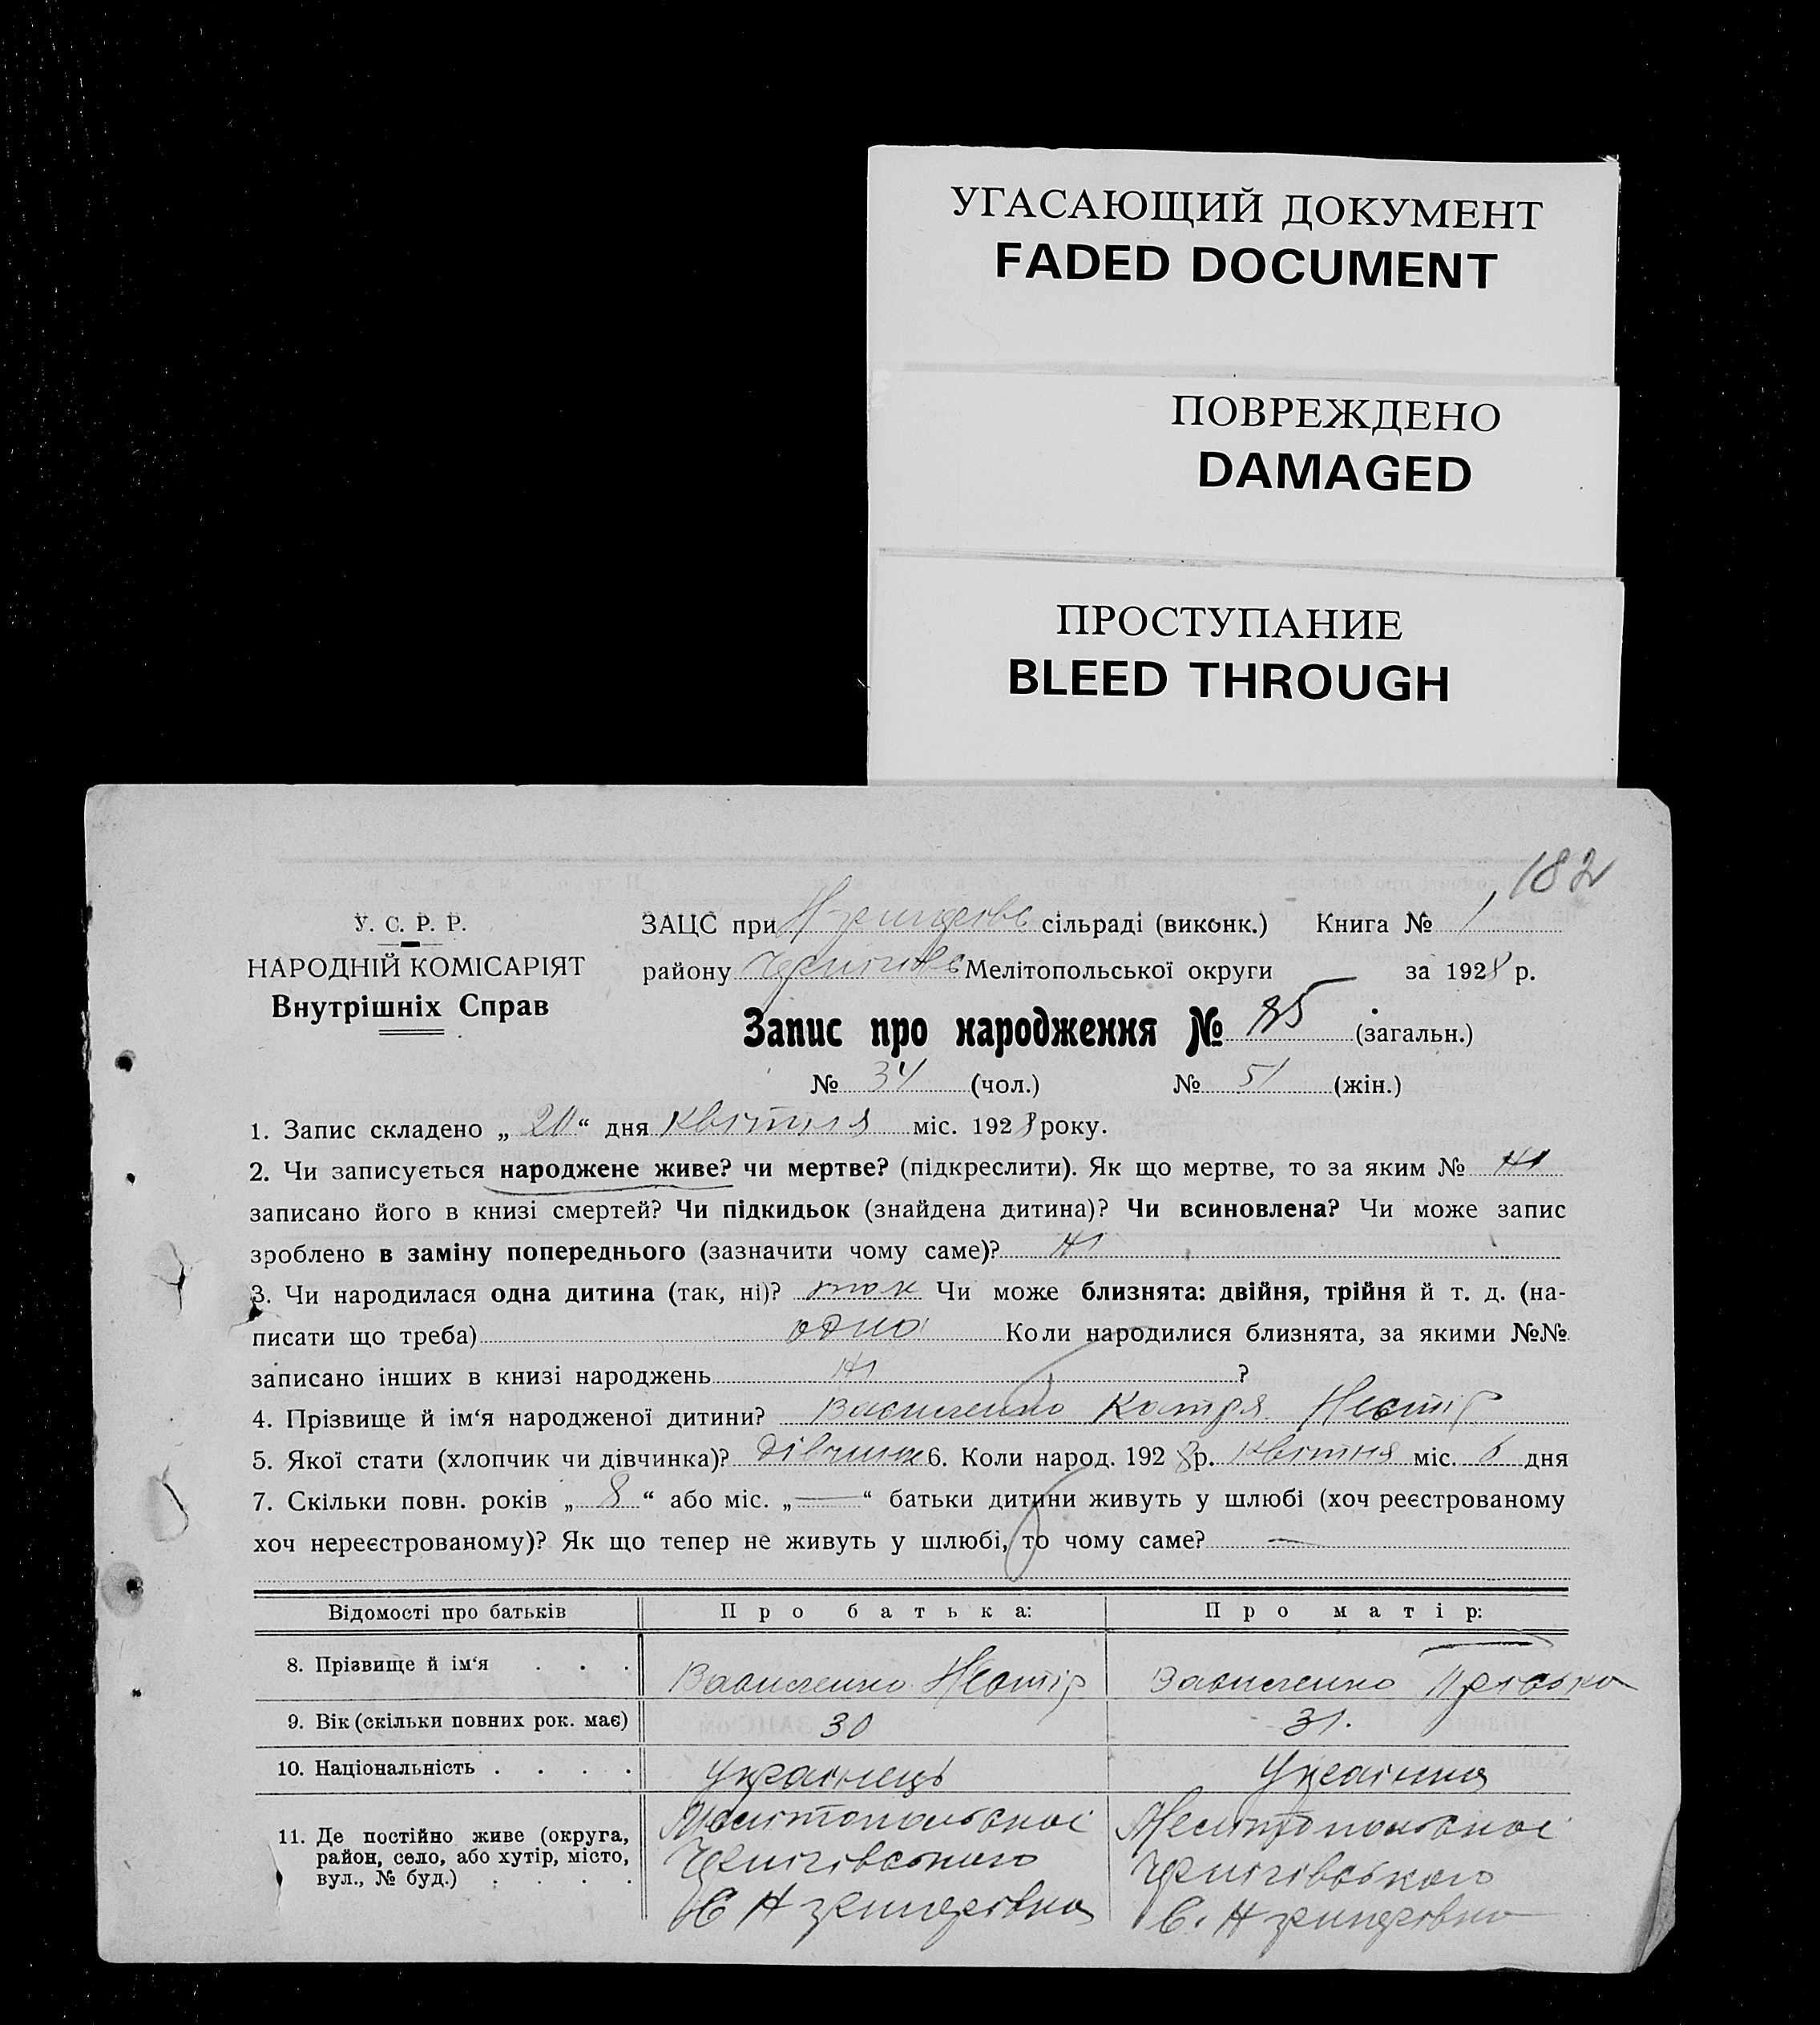 УГАСАЮЩИЙ ДОКУМЕНТ
FADED DOCUMENT
ПОВРЕЖДЕНО
DAMAGED
ПРОСТУПАНИЕ
BLEED THROUGH
182
У. С. Р. Р.
НАРОДНІЙ КОМІСАРІЯТ
Внутрішніх Справ
ЗАЦС при сільраді (виконк.) Книга № 1
району Мелітопольської округи за 1928 р.
Запис про народження № 85 (загальн.)
№ 34 (чол.) № 51 (жін.)
1. Запис складено „ 20 “ дня квітня міс. 1928 року.
2. Чи записується народжене живе? чи мертве? (підкреслити). Як що мертве, то за яким № ні
записано його в книзі смертей? Чи підкидьок (знайдена дитина)? Чи всиновлена? Чи може запис
зроблено в заміну попереднього (зазначити чому саме)? ні
3. Чи народилася одна дитина (так, ні)? так Чи може близнята: двійня, трійня й т. д. (на-
писати що треба) одна Коли народилися близнята, за якими №№
записано інших в книзі народжень ні ?
4. Прізвище й ім‘я народженої дитини? Василенко Катря Нестір
5. Якої стати (хлопчик чи дівчинка)? дівчинка 6. Коли народ. 1928 р. квітня міс. 6 дня
7. Скільки повн. років „ 8 “ або міс. „ — “ батьки дитини живуть у шлюбі (хоч реєстрованому
хоч нереєстрованому)? Як що тепер не живуть у шлюбі, то чому саме? —
Відомості про батьків Про батька: Про матір:
8. Прізвище й ім‘я . . . Василенко Нестір Василенко
9. Вік (скільки повних рок. має) 30 31.
10. Національність . . . . Українець Українка
11. Де постійно живе (округа, Мелітопольскої Мелітопольскої
район, село, або хутір, місто, Чернігівського Чернігівського
вул., № буд.) . . . . С С.